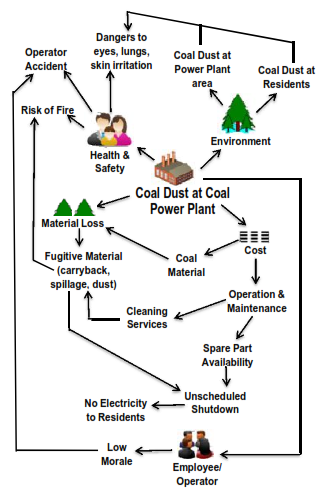 Dangers to
eyes, lungs,
skin irritation
Operator
Accident
Coal Dust at
Power Plant
area
Coal Dust at
Residents
Risk of Fire
Health &
Safety
Environment
Coal Dust at Coal
Power Plant
Material Loss
Cost
Fugitive Material
(carryback,
spillage, dust)
Coal
Material
Operation &
Maintenance
Cleaning
Services
Spare Part
Availability
No Electricity
to Residents
Unscheduled
Shutdown
Low
Morale
Employee/
Operator